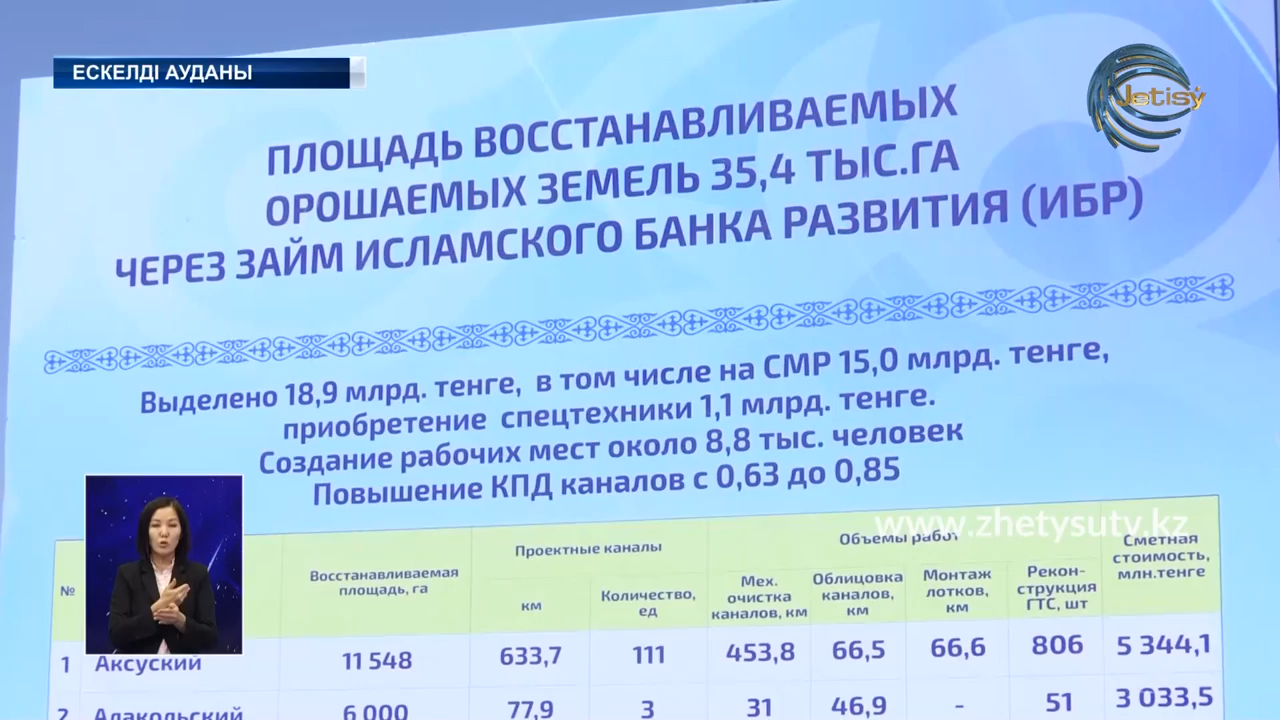 ЕСКЕЛДІ АУДАНЫ
Jetisy
ПЛОЩАДЬ ВОССТАНАВЛИВАЕМЫХ
ОРОШАЕМЫХ ЗЕМЕЛЬ 35,4 ТЫС.ГА
ЧЕРЕЗ ЗАЙМ ИСЛАМСКОГО БАНКА РАЗВИТИЯ (ИБР)
Выделено 18,9 млрд. тенге, в том числе на СМР 15,0 млрд. тенге,
приобретение спецтехники 1,1 млрд. тенге.
Создание рабочих мест около 8,8 тыс. человек
Повышение КПД каналов с 0,63 до 0,85
www.zhetysutv.kz
№
Восстанавливаемая
площадь, га
Проектные каналы
км
Количество,
ед
Объемы работ
Мех.
очистка
каналов, км
Облицовка
каналов,
км
Монтаж
лотков,
км
Рекон-
струкция
ГТС, шт
Сметная
стоимость,
млн.тенге
1 Аксуский 11 548 633,7 111 453,8 66,5 66,6 806 5 344,1
2 Алакольский 6 000 77,9 3 31 46,9 - 51 3 033,5